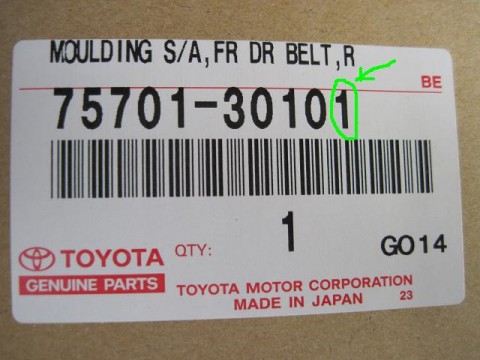 MOULDING S/A,FR DR BELT,R
BE
75701-30101
1
TOYOTA
QTY:
GO14
GENUINE PARTS
TOYOTA MOTOR CORPORATION
MADE IN JAPAN
23